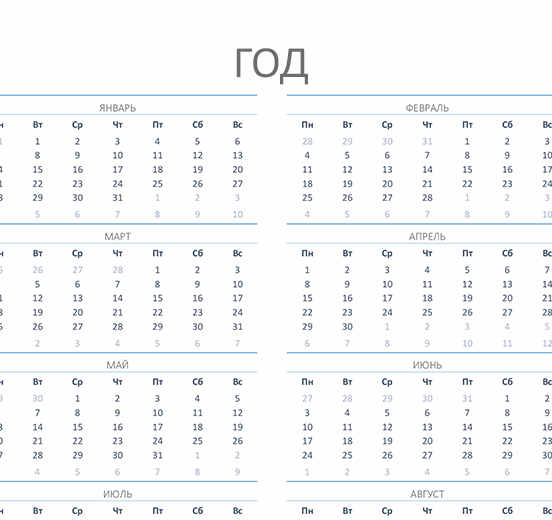 ГОД
ЯНВАРЬ
Вт Ср Чт Пт Сб Вс
1 2 3 4 5 6
8 9 10 11 12 13
15 16 17 18 19 20
22 23 24 25 26 27
29 30 31 1 2 3
5 6 7 8 9 10
ФЕВРАЛЬ
Пн Вт Ср Чт Пт Сб Вс
28 29 30 31 1 2 3
4 5 6 7 8 9 10
11 12 13 14 15 16 17
18 19 20 21 22 23 24
25 26 27 28 1 2 3
4 5 6 7 8 9 10
МАРТ
Вт Ср Чт Пт Сб Вс
26 27 28 1 2 3
5 6 7 8 9 10
12 13 14 15 16 17
19 20 21 22 23 24
26 27 28 29 30 31
2 3 4 5 6 7
АПРЕЛЬ
Пн Вт Ср Чт Пт Сб Вс
1 2 3 4 5 6 7
8 9 10 11 12 13 14
15 16 17 18 19 20 21
22 23 24 25 26 27 28
29 30 1 2 3 4 5
6 7 8 9 10 11 12
МАЙ
Вт Ср Чт Пт Сб Вс
30 1 2 3 4 5
7 8 9 10 11 12
14 15 16 17 18 19
21 22 23 24 25 26
28 29 30 31 1 2
4 5 6 7 8 9
ИЮНЬ
Пн Вт Ср Чт Пт Сб Вс
27 28 29 30 31 1 2
3 4 5 6 7 8 9
10 11 12 13 14 15 16
17 18 19 20 21 22 23
24 25 26 27 28 29 30
1 2 3 4 5 6 7
ИЮЛЬ
Вт Ср Чт Пт Сб Вс
АВГУСТ
Пн Вт Ср Чт Пт Сб Вс